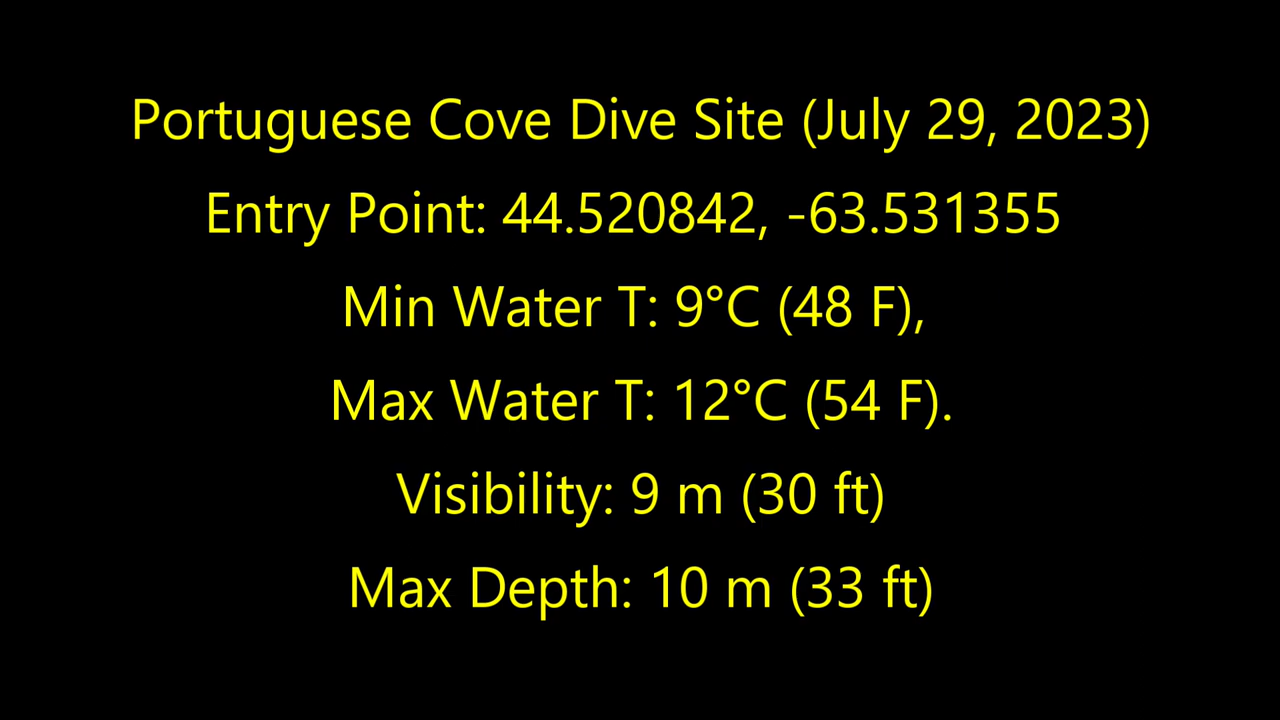 Portuguese Cove Dive Site (July 29, 2023)
Entry Point: 44.520842, -63.531355
Min Water T: 9°C (48 F),
Max Water T: 12°C (54 F).
Visibility: 9 m (30 ft)
Max Depth: 10 m (33 ft)